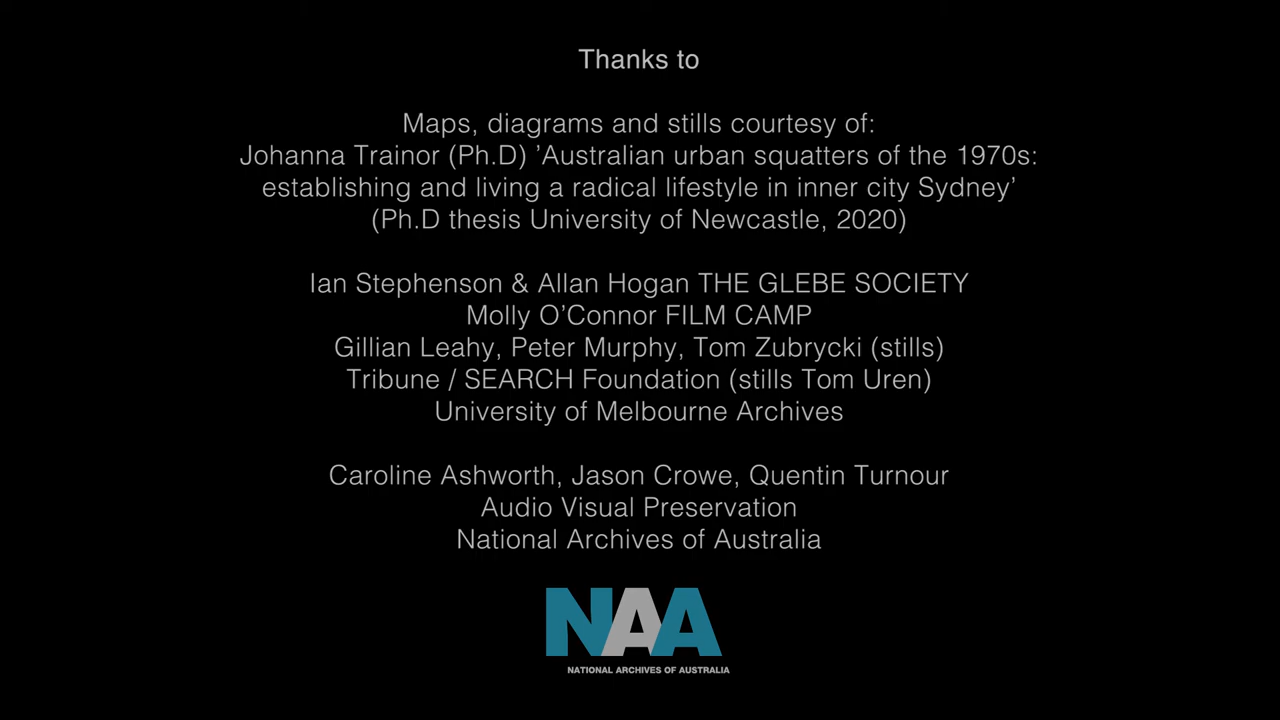 Thanks to
Maps, diagrams and stills courtesy of:
Johanna Trainor (Ph.D) ’Australian urban squatters of the 1970s:
establishing and living a radical lifestyle in inner city Sydney’
(Ph.D thesis University of Newcastle, 2020)
Ian Stephenson & Allan Hogan THE GLEBE SOCIETY
Molly O’Connor FILM CAMP
Gillian Leahy, Peter Murphy, Tom Zubrycki (stills)
Tribune / SEARCH Foundation (stills Tom Uren)
University of Melbourne Archives
Caroline Ashworth, Jason Crowe, Quentin Turnour
Audio Visual Preservation
National Archives of Australia
NAA
NATIONAL ARCHIVES OF AUSTRALIA